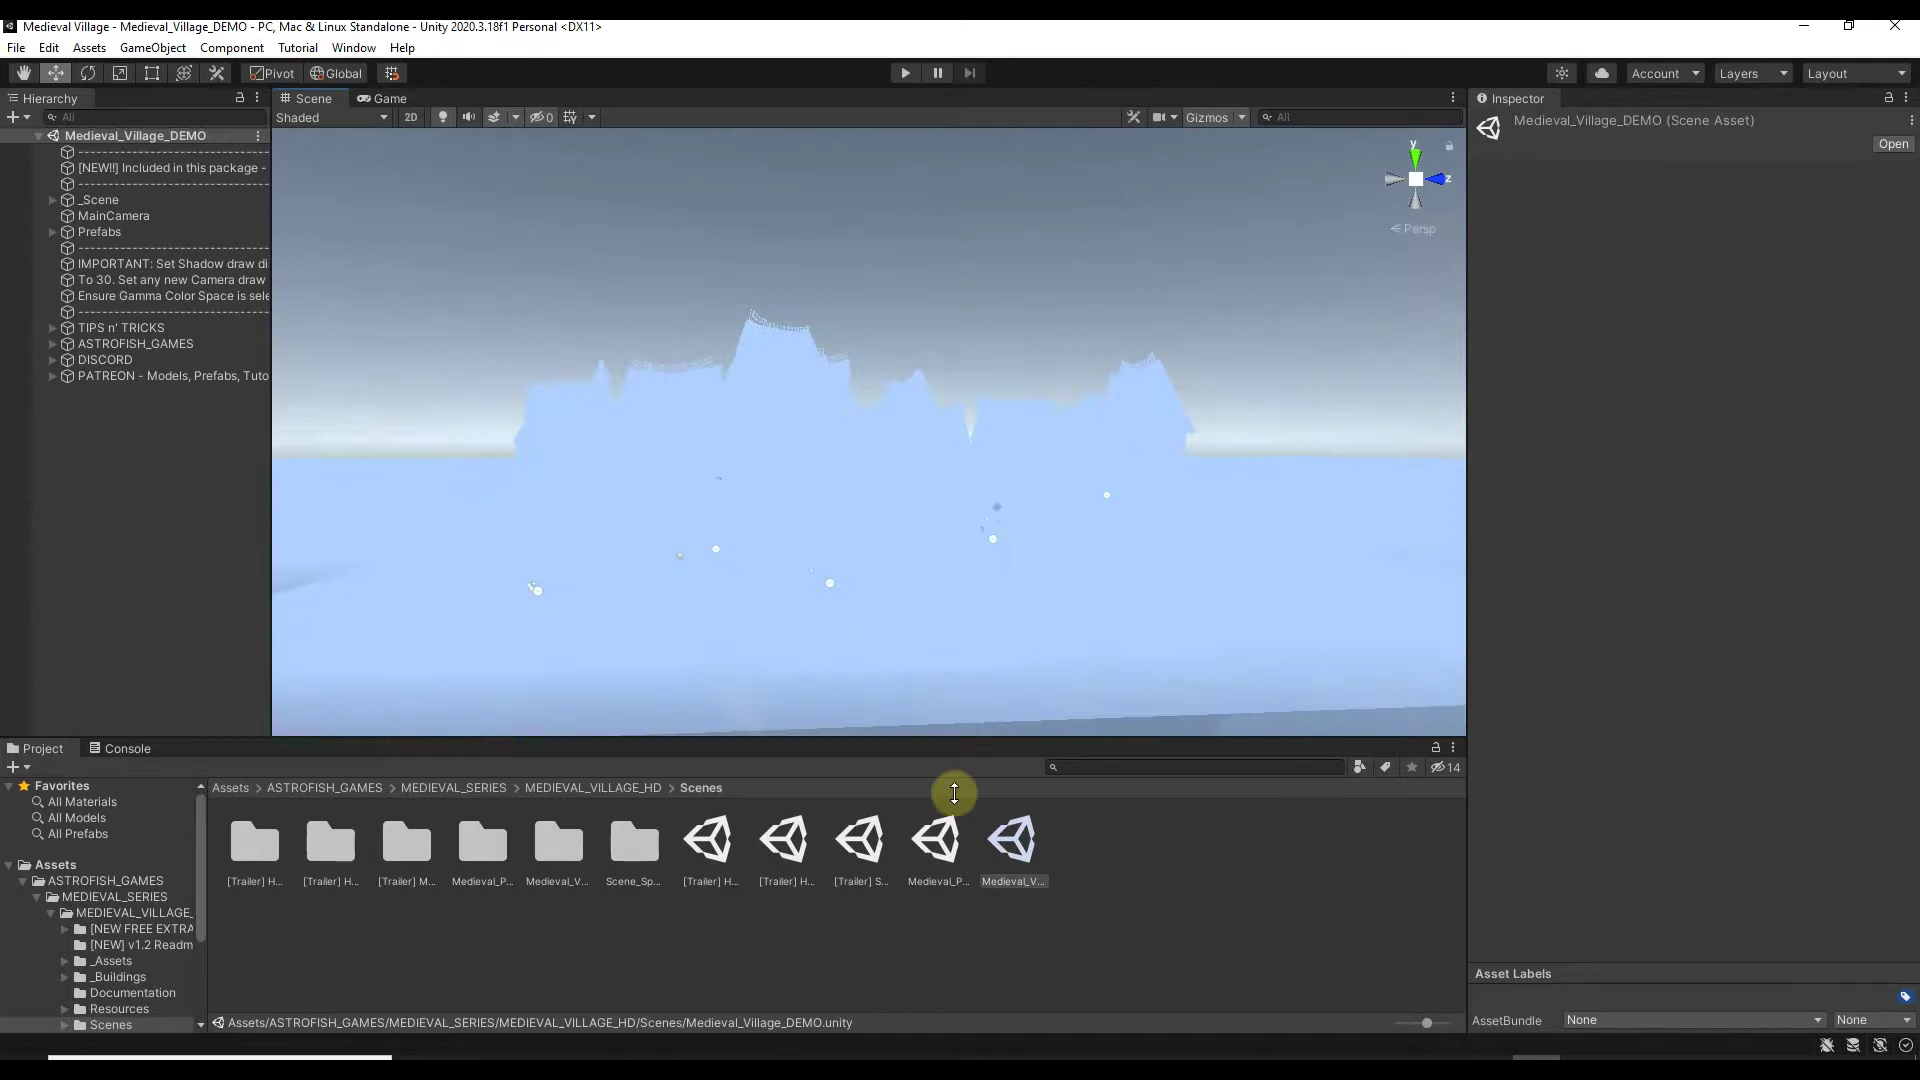 Medieval Village - Medieval_Village_DEMO - PC, Mac & Linux Standalone - Unity 2020.3.18f1 Personal <DX11>
File Edit Assets GameObject Component Tutorial Window Help
Pivot Global Account Layers Layout
Hierarchy
All
Medieval_Village_DEMO
--------------------------------
[NEW!!] Included in this package -
--------------------------------
_Scene
MainCamera
Prefabs
--------------------------------
IMPORTANT: Set Shadow draw di
To 30. Set any new Camera draw
Ensure Gamma Color Space is sele
--------------------------------
TIPS n' TRICKS
ASTROFISH_GAMES
DISCORD
PATREON - Models, Prefabs, Tuto
Scene Game
Shaded 2D 0 Gizmos All
y
z
Persp
Inspector
Medieval_Village_DEMO (Scene Asset)
Open
Project Console
14
Favorites
All Materials
All Models
All Prefabs
Assets
ASTROFISH_GAMES
MEDIEVAL_SERIES
MEDIEVAL_VILLAGE_
[NEW FREE EXTRA
[NEW] v1.2 Readm
_Assets
_Buildings
Documentation
Resources
Scenes
Assets > ASTROFISH_GAMES > MEDIEVAL_SERIES > MEDIEVAL_VILLAGE_HD > Scenes
[Trailer] H... [Trailer] H... [Trailer] M... Medieval_P... Medieval_V... Scene_Sp... [Trailer] H... [Trailer] H... [Trailer] S... Medieval_P... Medieval_V...
Assets/ASTROFISH_GAMES/MEDIEVAL_SERIES/MEDIEVAL_VILLAGE_HD/Scenes/Medieval_Village_DEMO.unity
Asset Labels
AssetBundle None None